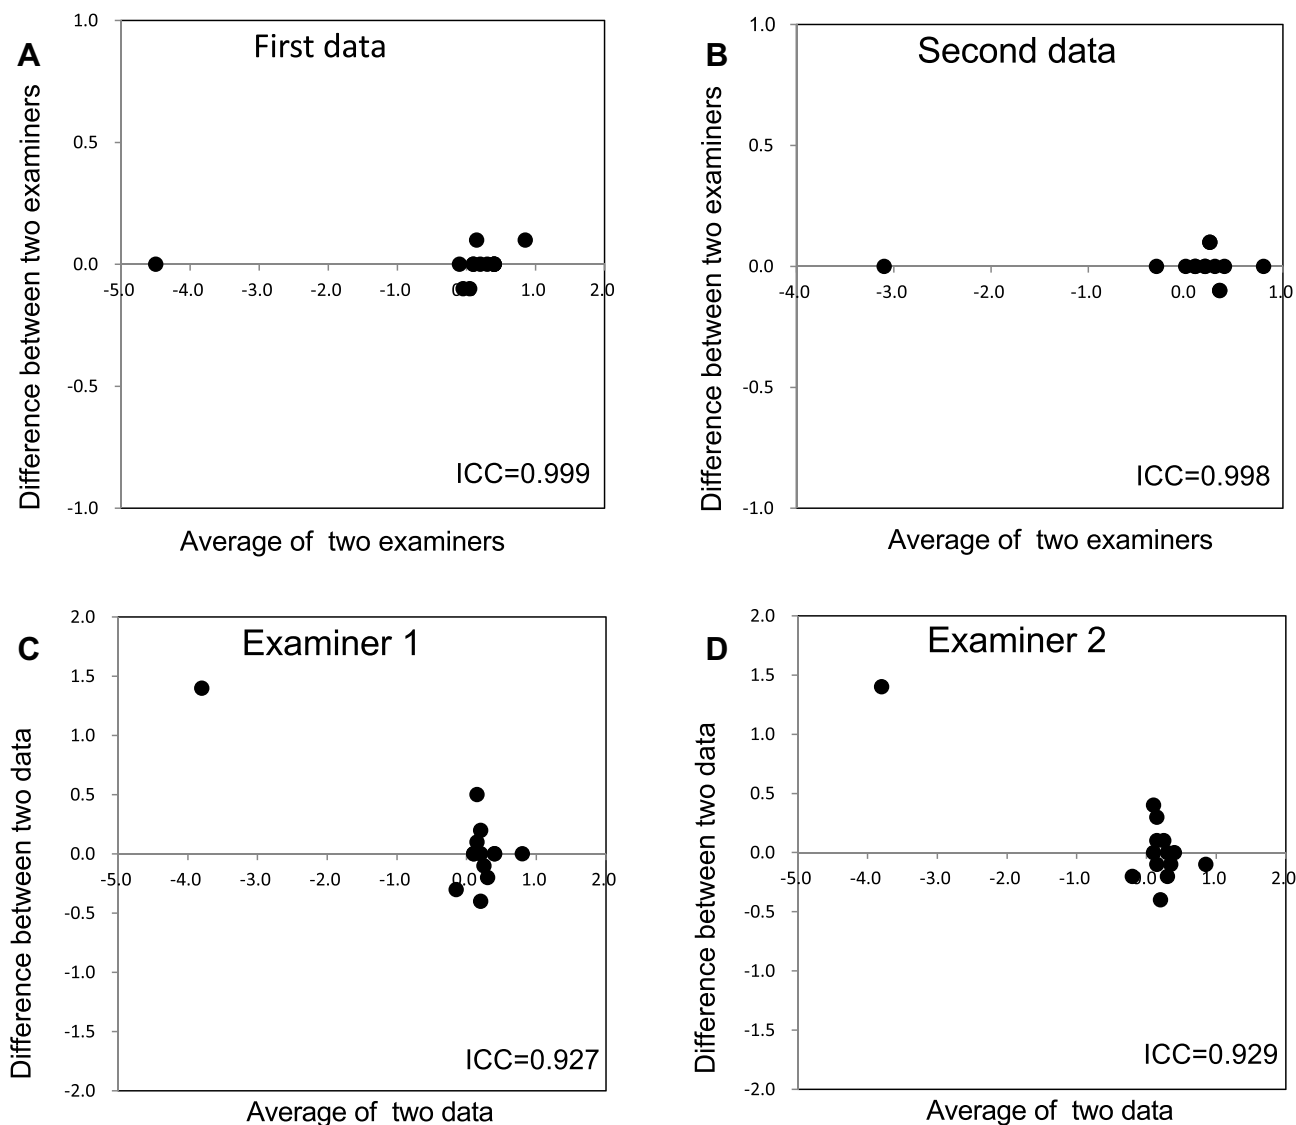 A
First data
Difference between two examiners
1.0
0.5
0.0
-0.5
-1.0
-5.0 -4.0 -3.0 -2.0 -1.0 0.0 1.0 2.0
ICC=0.999
Average of two examiners
B
Second data
Difference between two examiners
1.0
0.5
0.0
-0.5
-1.0
-4.0 -3.0 -2.0 -1.0 0.0 1.0
ICC=0.998
Average of two examiners
C
Examiner 1
Difference between two data
2.0
1.5
1.0
0.5
0.0
-0.5
-1.0
-1.5
-2.0
-5.0 -4.0 -3.0 -2.0 -1.0 0.0 1.0 2.0
ICC=0.927
Average of two data
D
Examiner 2
Difference between two data
2.0
1.5
1.0
0.5
0.0
-0.5
-1.0
-1.5
-2.0
-5.0 -4.0 -3.0 -2.0 -1.0 0.0 1.0 2.0
ICC=0.929
Average of two data